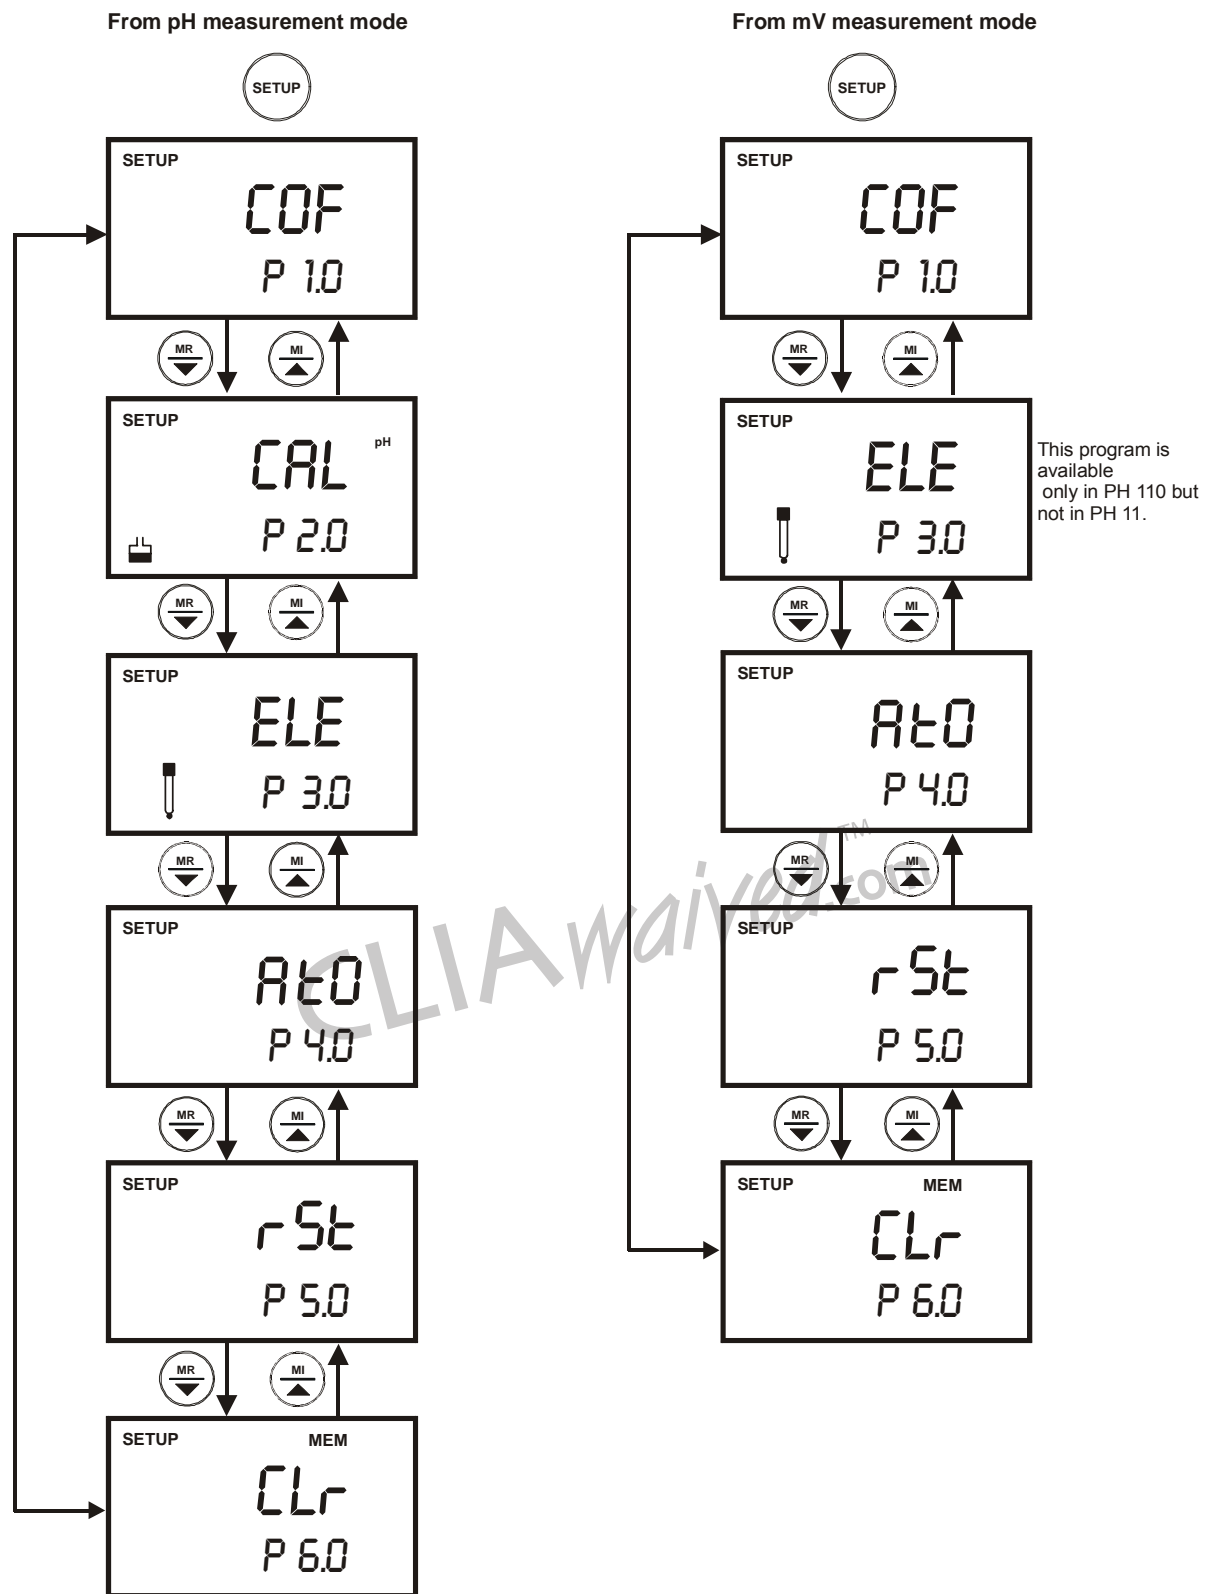 From pH measurement mode
SETUP
SETUP
COF
P 1.0
MR
MI
SETUP
CAL pH
P 2.0
MR
MI
SETUP
ELE
P 3.0
MR
MI
SETUP
AtO
P 4.0
MR
MI
SETUP
rSt
P 5.0
MR
MI
SETUP MEM
CLr
P 6.0
From mV measurement mode
SETUP
SETUP
COF
P 1.0
MR
MI
SETUP
ELE
P 3.0
This program is
available
only in PH 110 but
not in PH 11.
MR
MI
SETUP
AtO
P 4.0
MR
MI
SETUP
rSt
P 5.0
MR
MI
SETUP MEM
CLr
P 6.0
CLIAwaived.com™